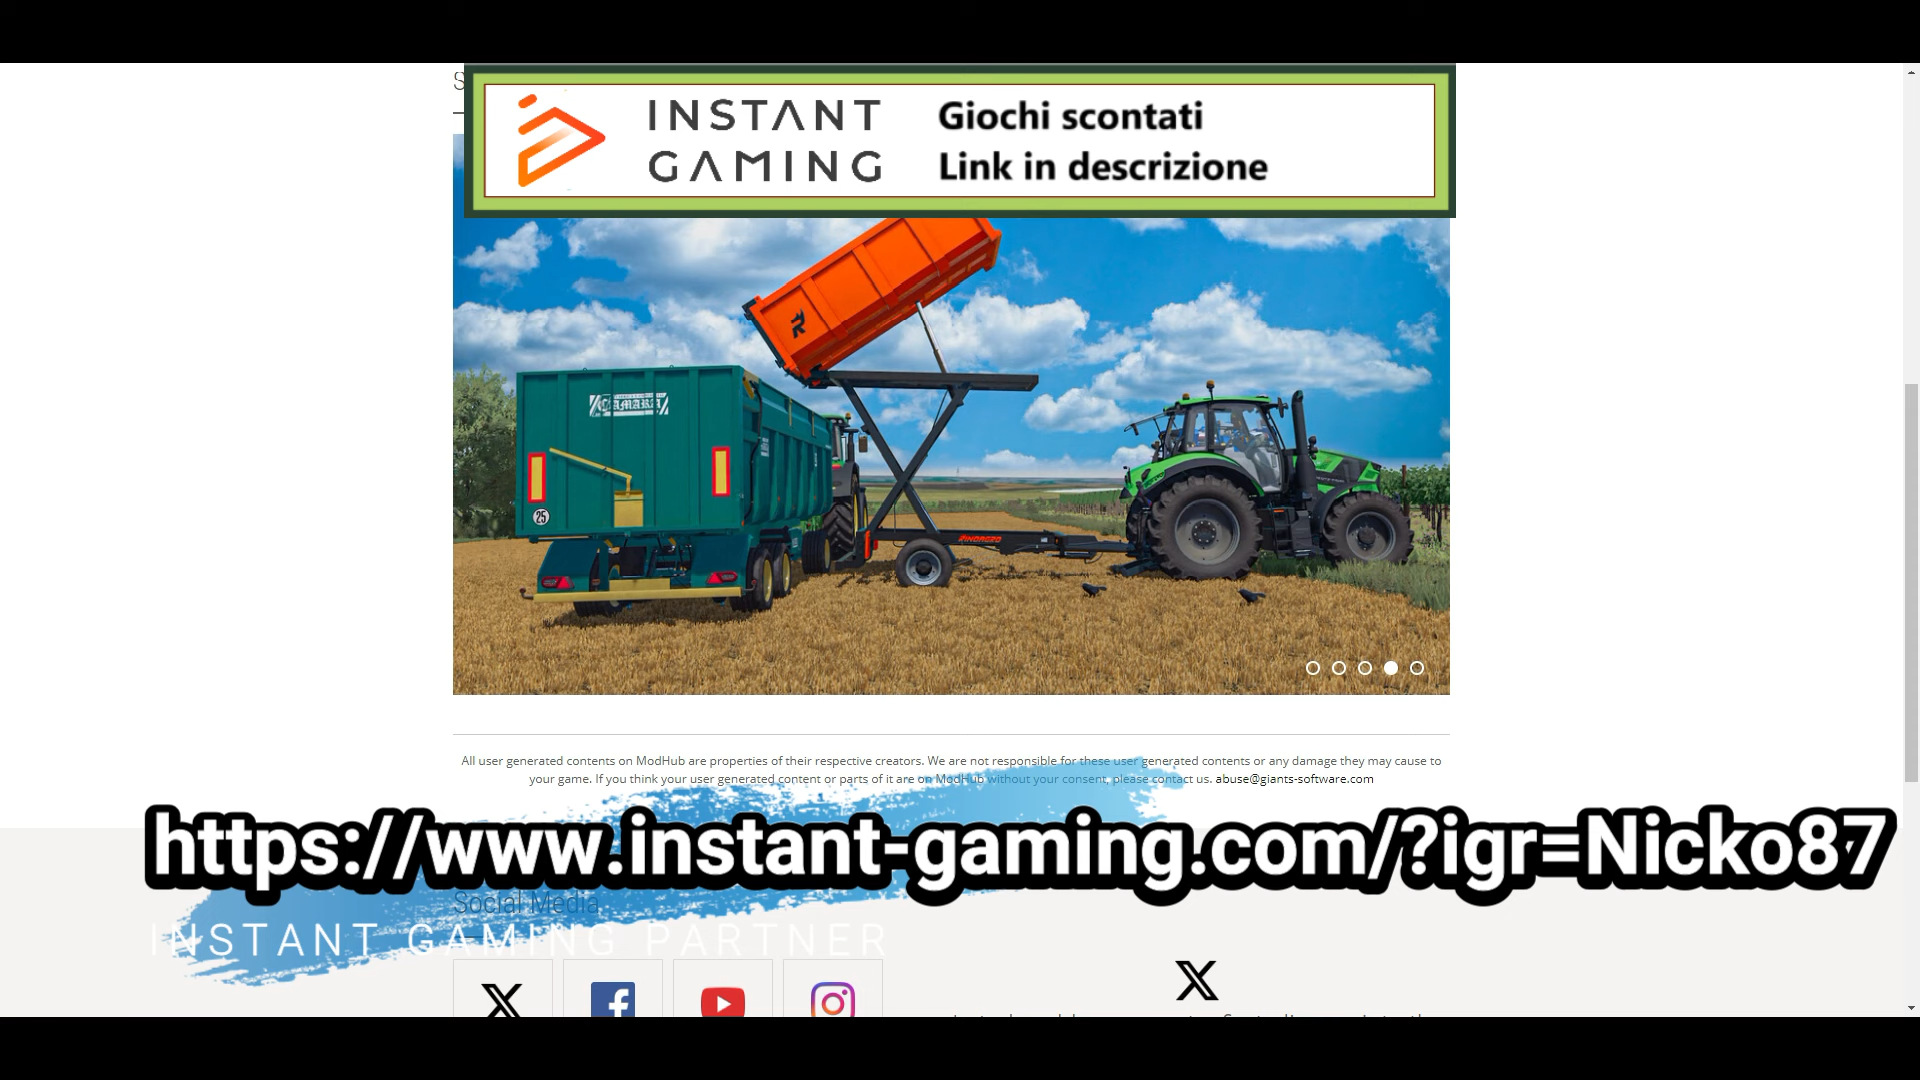 S
INSTANT
GAMING
Giochi scontati
Link in descrizione
CAMARA
25
RINOAGRO
All user generated contents on ModHub are properties of their respective creators. We are not responsible for these user generated contents or any damage they may cause to
your game. If you think your user generated content or parts of it are on ModHub without your consent, please contact us. abuse@giants-software.com
https://www.instant-gaming.com/?igr=Nicko87
Social Media
INSTANT GAMING PARTNER